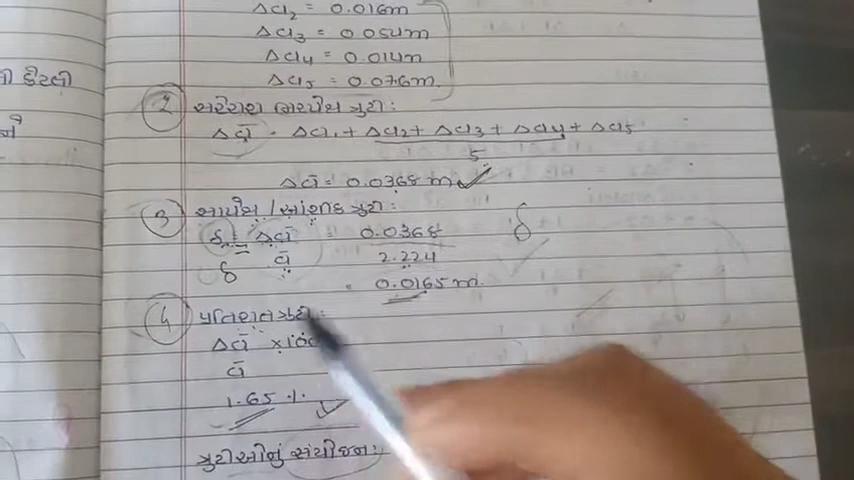 Δa₂ = 0.016m
Δa₃ = 0.054m
Δa₄ = 0.014m
Δa₅ = 0.076m
② સરેરાશ નિરપેક્ષ ત્રુટી:
Δā = Δa₁ + Δa₂ + Δa₃ + Δa₄ + Δa₅
5
Δā = 0.0368 m
③ સાપેક્ષ / આંશિક ત્રુટી:
δ = Δā = 0.0368 δ
δ ā 2.224
= 0.0165 m
④ પ્રતિશત ત્રુટી:
Δā × 100
ā
1.65 %
ત્રુટીઓનું સંયોજન: